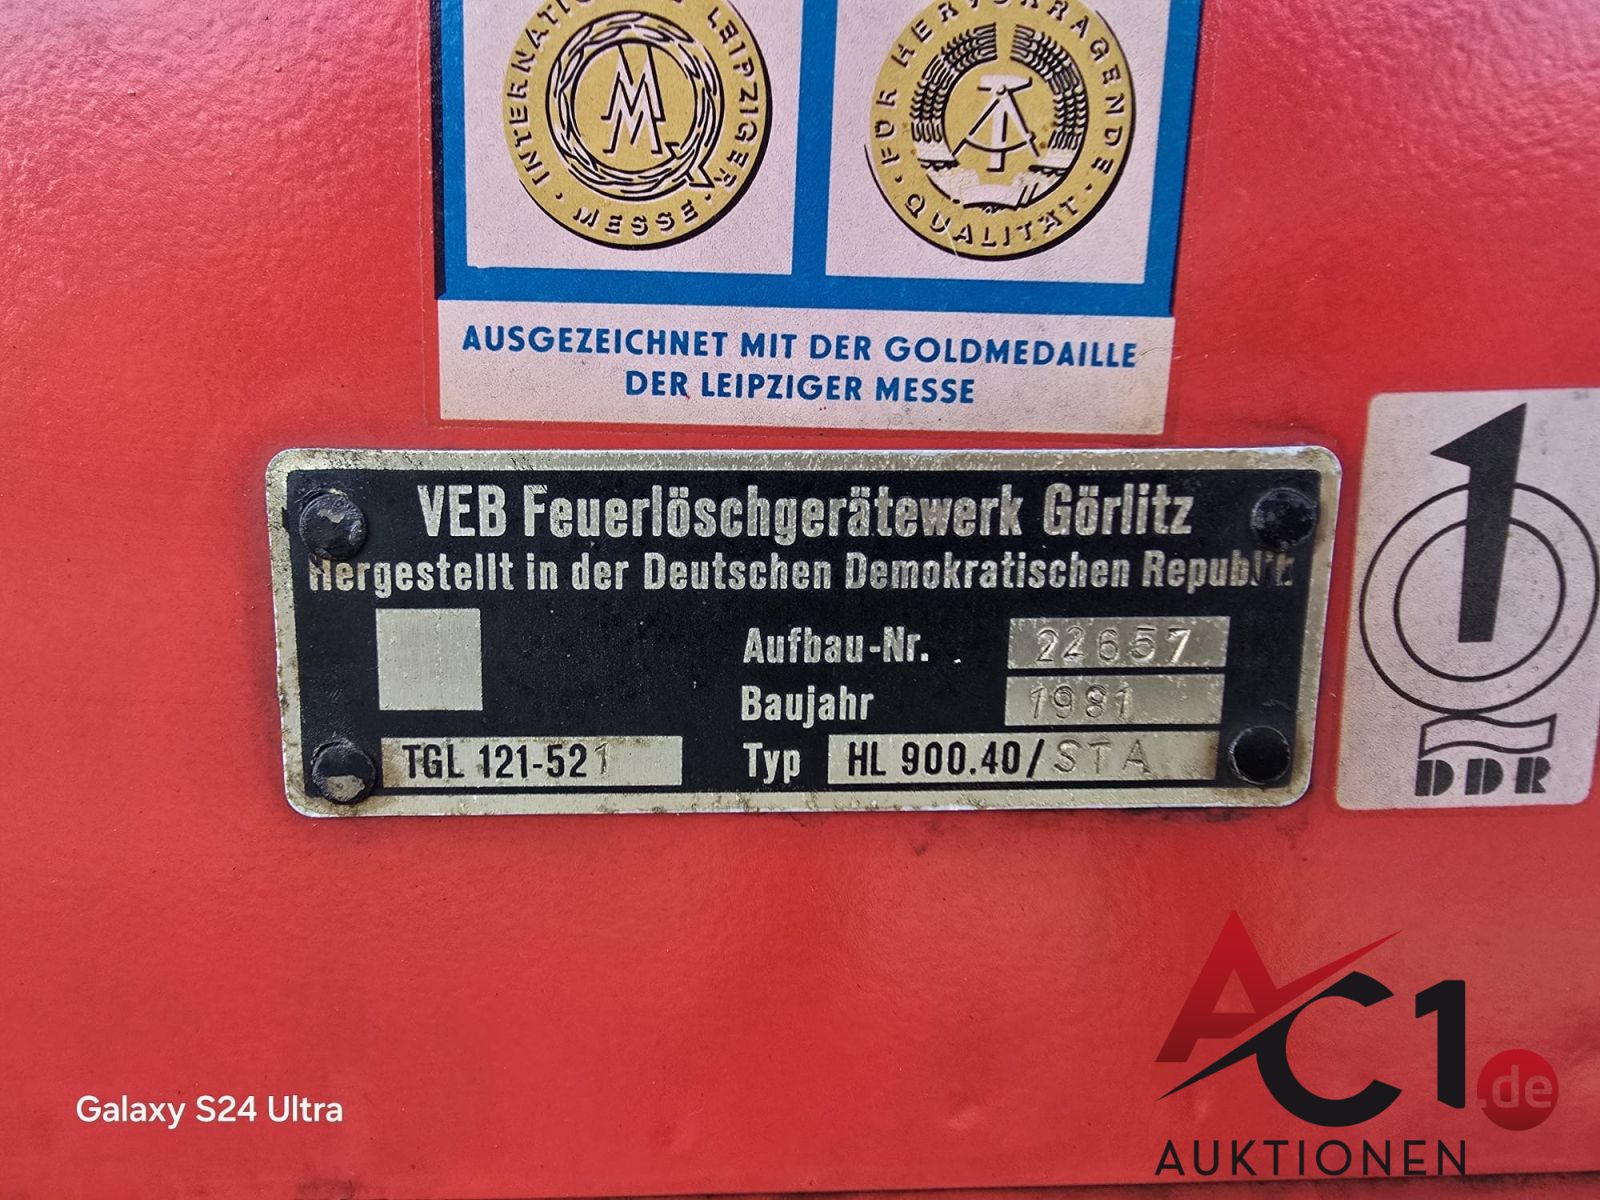 INTERNATIONALE LEIPZIGER MESSE
MM
FÜR HERVORRAGENDE QUALITÄT
AUSGEZEICHNET MIT DER GOLDMEDAILLE
DER LEIPZIGER MESSE
VEB Feuerlöschgerätewerk Görlitz
Hergestellt in der Deutschen Demokratischen Republik
Aufbau-Nr. 22657
Baujahr 1981
TGL 121-521 Typ HL 900.40/STA
1
DDR
AC1.de
AUKTIONEN
Galaxy S24 Ultra